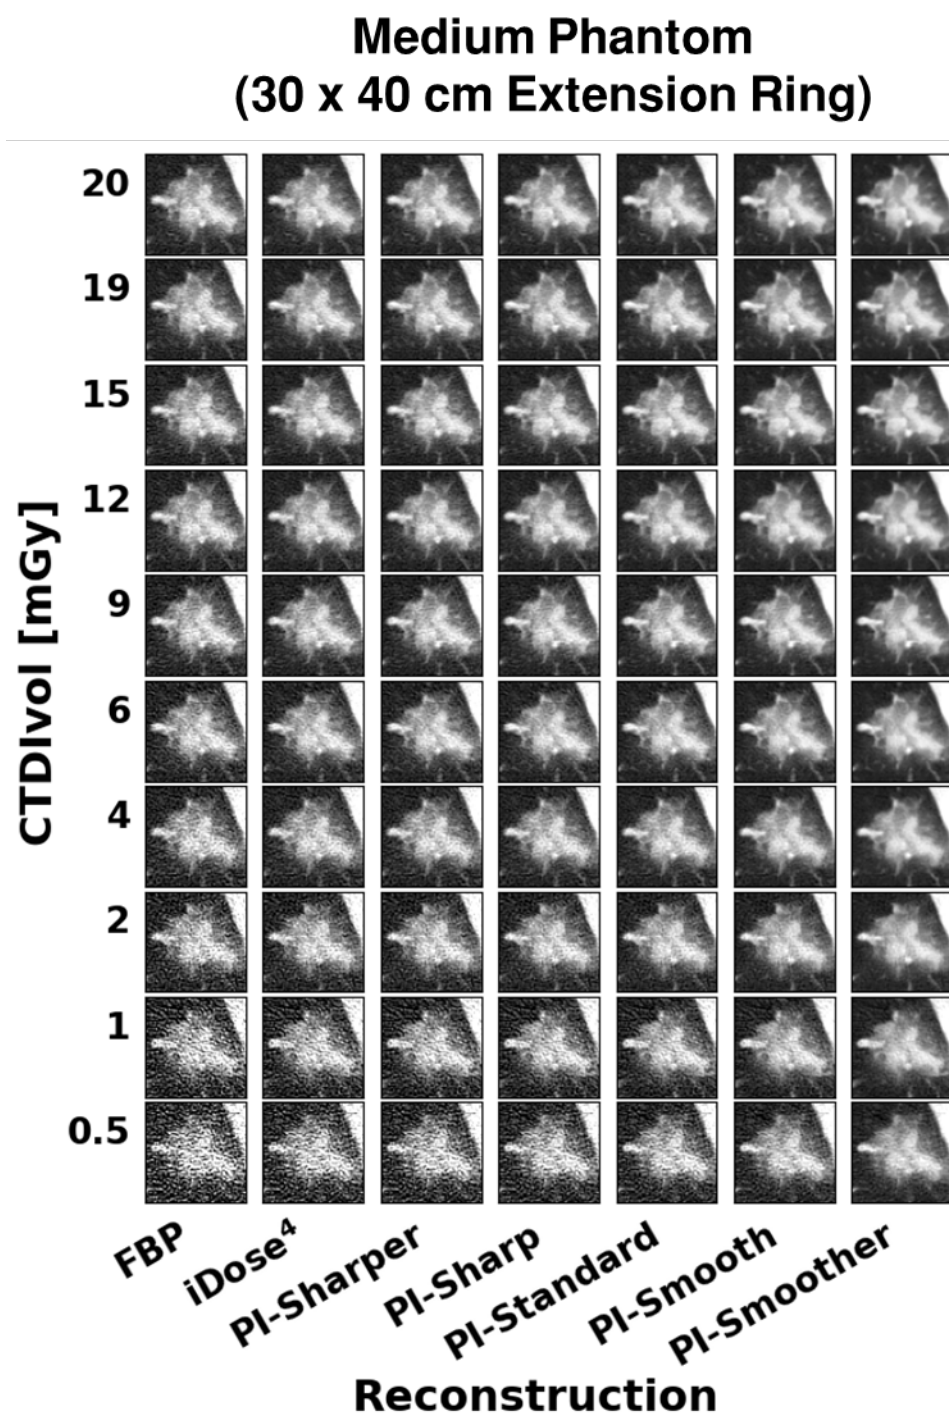 Medium Phantom
(30 x 40 cm Extension Ring)
CTDIvol [mGy]
20
19
15
12
9
6
4
2
1
0.5
FBP
iDose⁴
PI-Sharper
PI-Sharp
PI-Standard
PI-Smooth
PI-Smoother
Reconstruction